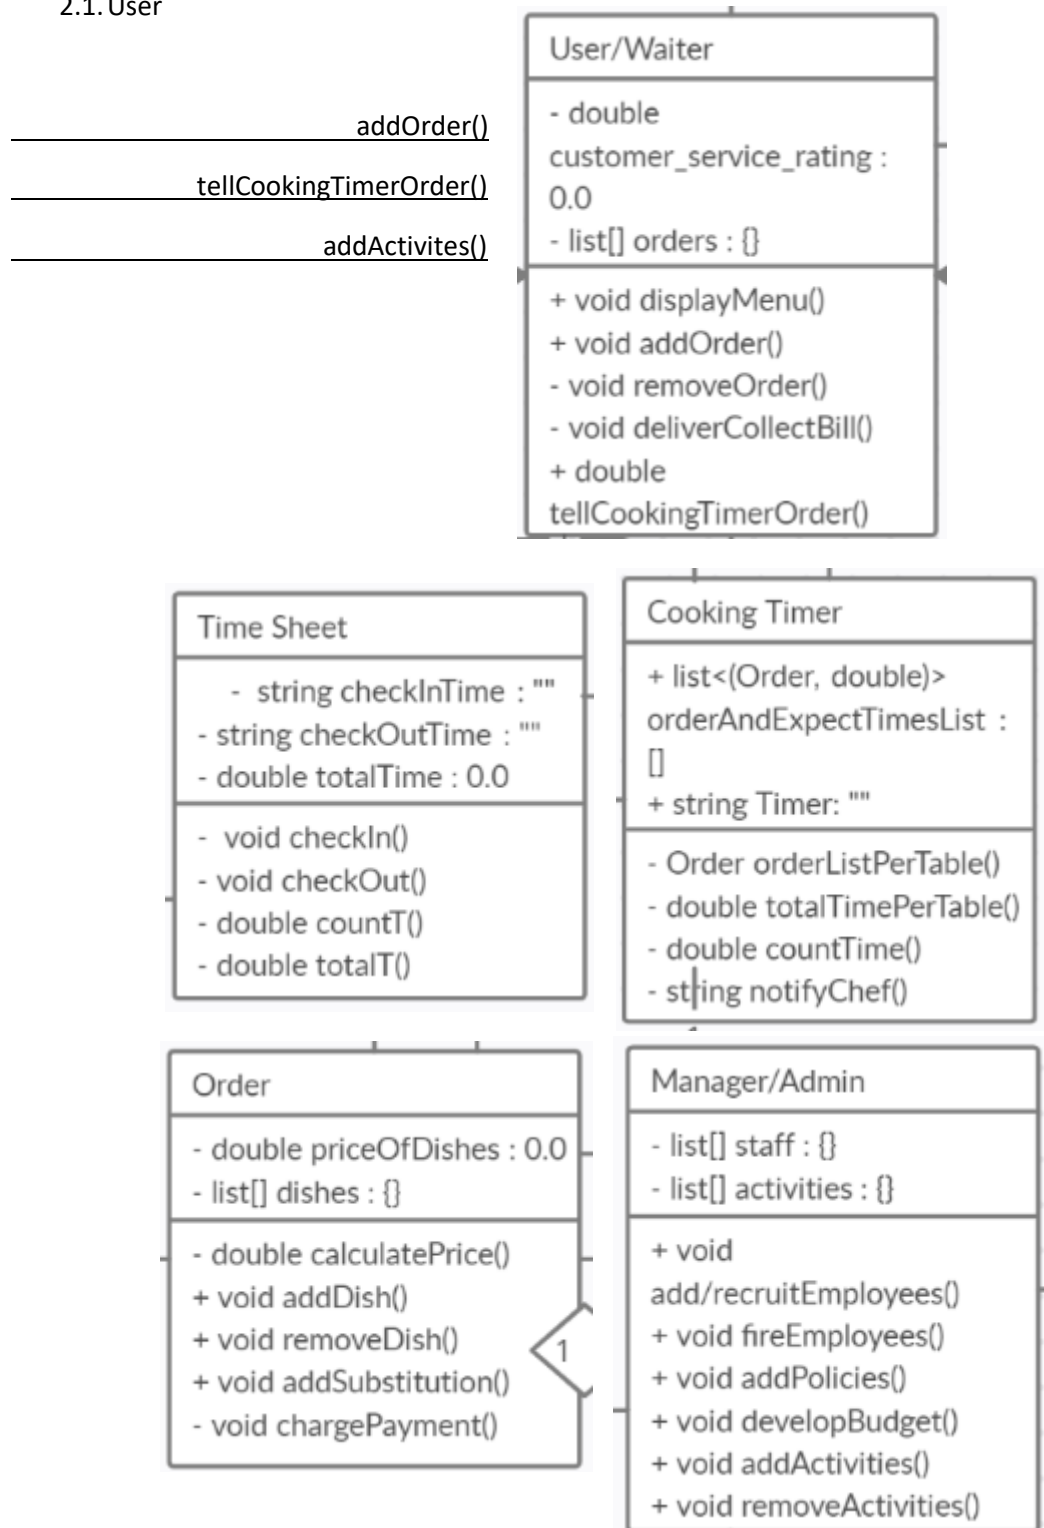 2.1. User
addOrder()
tellCookingTimerOrder()
addActivites()
User/Waiter
- double
customer_service_rating :
0.0
- list[] orders : {}
+ void displayMenu()
+ void addOrder()
- void removeOrder()
- void deliverCollectBill()
+ double
tellCookingTimerOrder()
Time Sheet
- string checkInTime : ""
- string checkOutTime : ""
- double totalTime : 0.0
- void checkIn()
- void checkOut()
- double countT()
- double totalT()
Cooking Timer
+ list<(Order, double)>
orderAndExpectTimesList :
[]
+ string Timer: ""
- Order orderListPerTable()
- double totalTimePerTable()
- double countTime()
- string notifyChef()
Order
- double priceOfDishes : 0.0
- list[] dishes : {}
- double calculatePrice()
+ void addDish()
+ void removeDish()
+ void addSubstitution()
- void chargePayment()
1
Manager/Admin
- list[] staff : {}
- list[] activities : {}
+ void
add/recruitEmployees()
+ void fireEmployees()
+ void addPolicies()
+ void developBudget()
+ void addActivities()
+ void removeActivities()